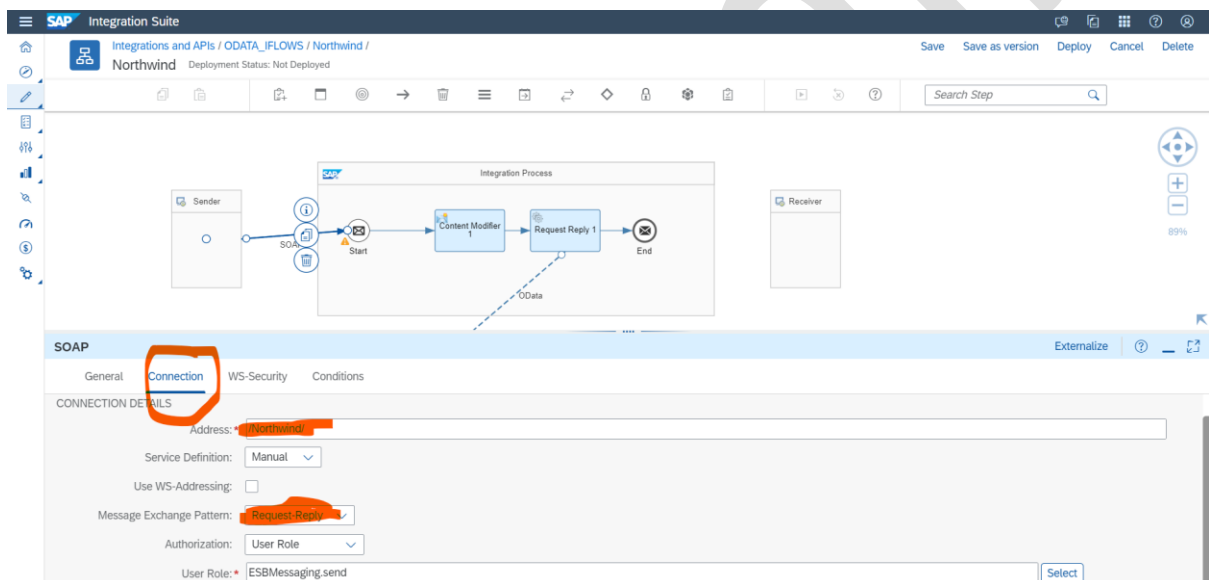 SAP Integration Suite
Integrations and APIs / ODATA_IFLOWS / Northwind /
Save Save as version Deploy Cancel Delete
Northwind Deployment Status: Not Deployed
Search Step
SAP Integration Process
Sender
Receiver
SOA
Start
Content Modifier
1
Request Reply 1
End
OData
89%
SOAP
Externalize
General Connection WS-Security Conditions
CONNECTION DETAILS
Address:* /Northwind/
Service Definition: Manual
Use WS-Addressing:
Message Exchange Pattern: Request-Reply
Authorization: User Role
User Role:* ESBMessaging.send Select